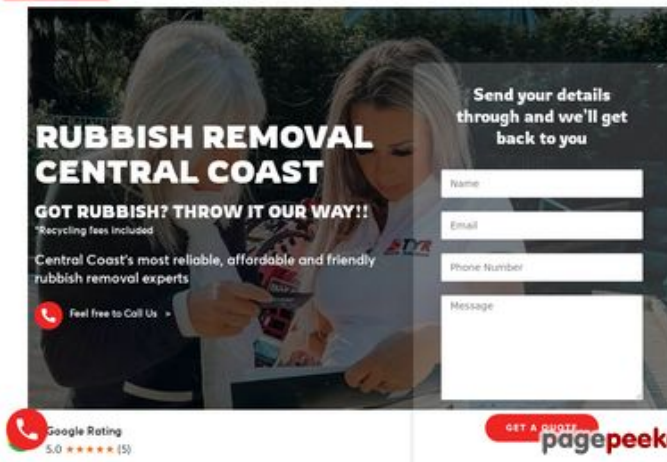 RUBBISH REMOVAL
CENTRAL COAST
GOT RUBBISH? THROW IT OUR WAY!!
*Recycling fees included
Central Coast's most reliable, affordable and friendly
rubbish removal experts
Feel free to Call Us >
TYR
Send your details
through and we'll get
back to you
Name
Email
Phone Number
Message
GET A QUOTE
Google Rating
5.0 ★★★★★ (5)
pagepeek